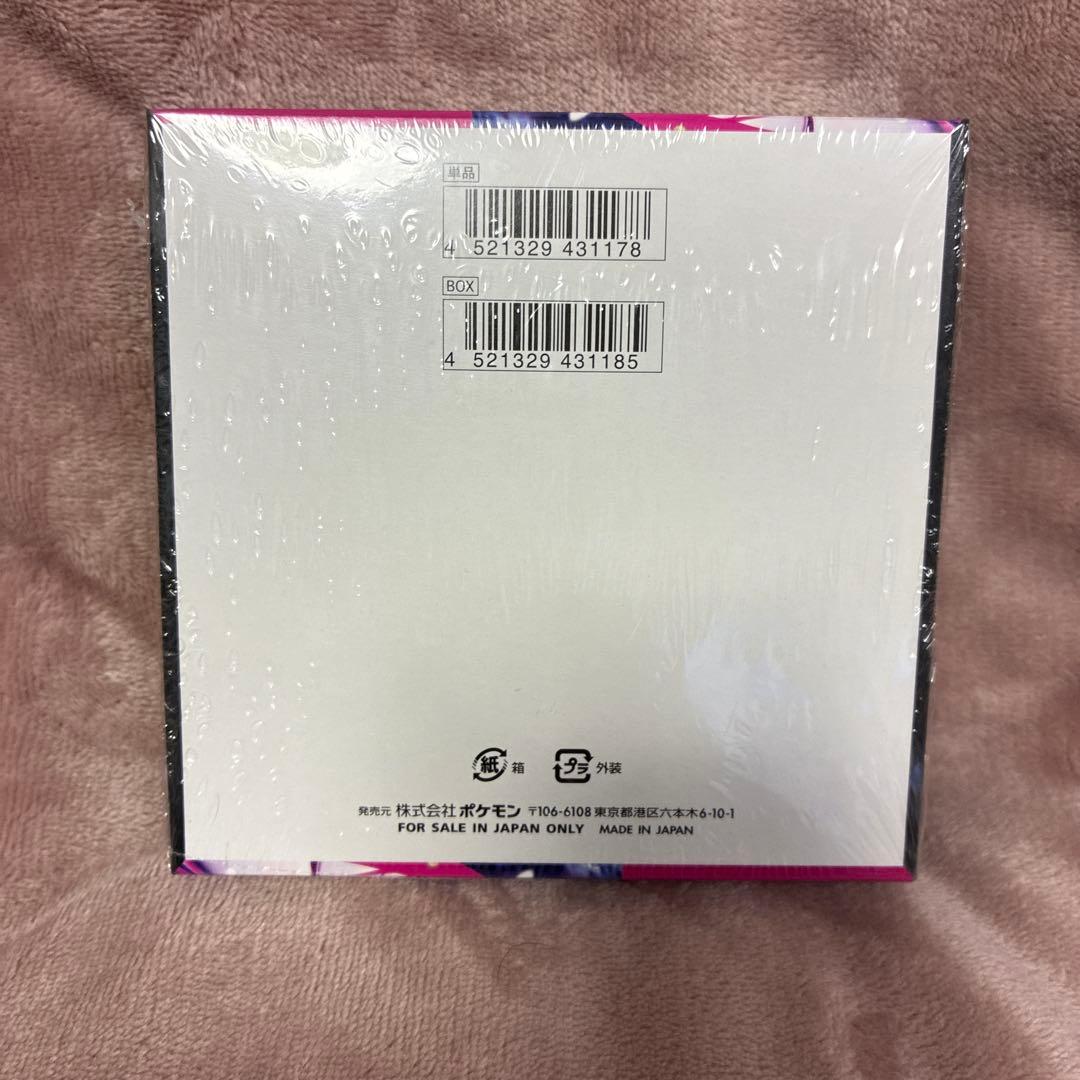 単品
4 521329 431178
BOX
4 521329 431185
紙 箱 プラ 外装
発売元 株式会社ポケモン 〒106-6108 東京都港区六本木6-10-1
FOR SALE IN JAPAN ONLY MADE IN JAPAN